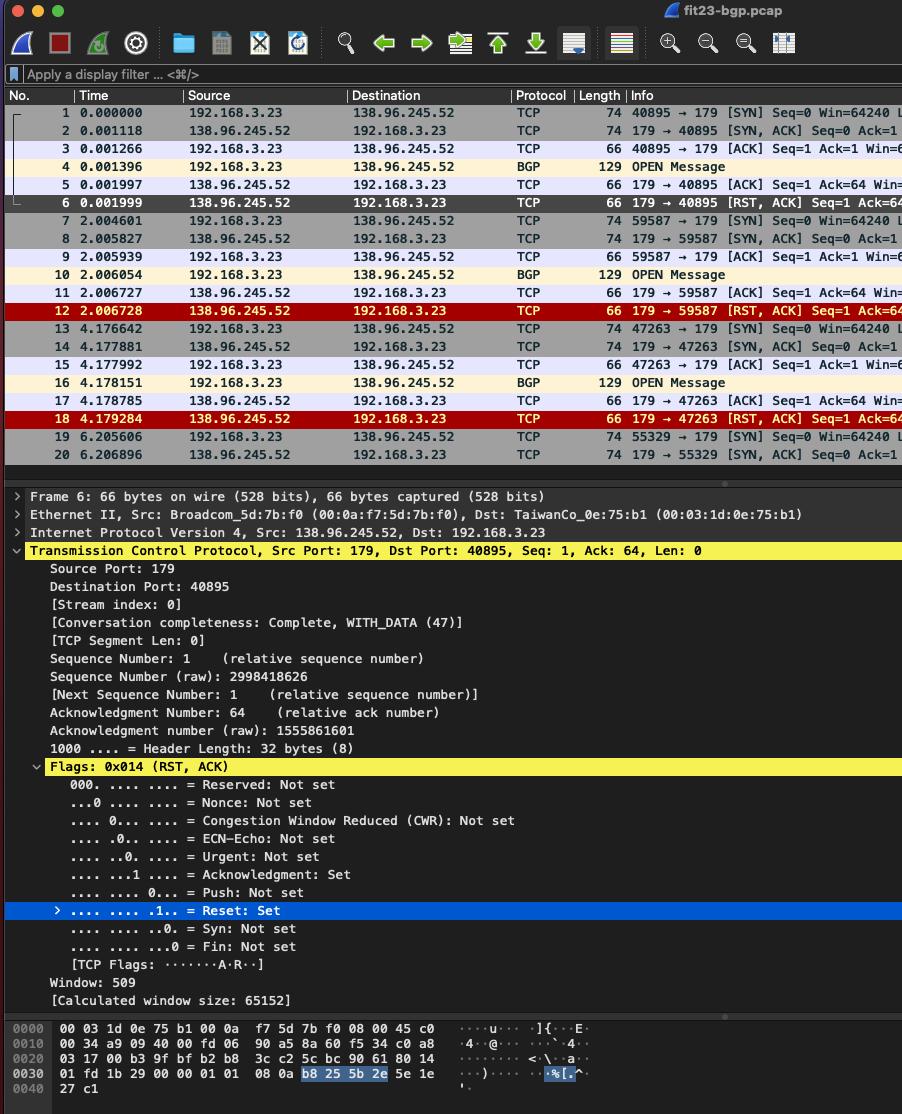 fit23-bgp.pcap
Apply a display filter … <⌘/>
No. Time Source Destination Protocol Length Info
1 0.000000 192.168.3.23 138.96.245.52 TCP 74 40895 → 179 [SYN] Seq=0 Win=64240 L
2 0.001118 138.96.245.52 192.168.3.23 TCP 74 179 → 40895 [SYN, ACK] Seq=0 Ack=1
3 0.001266 192.168.3.23 138.96.245.52 TCP 66 40895 → 179 [ACK] Seq=1 Ack=1 Win=6
4 0.001396 192.168.3.23 138.96.245.52 BGP 129 OPEN Message
5 0.001997 138.96.245.52 192.168.3.23 TCP 66 179 → 40895 [ACK] Seq=1 Ack=64 Win=
6 0.001999 138.96.245.52 192.168.3.23 TCP 66 179 → 40895 [RST, ACK] Seq=1 Ack=64
7 2.004601 192.168.3.23 138.96.245.52 TCP 74 59587 → 179 [SYN] Seq=0 Win=64240 L
8 2.005827 138.96.245.52 192.168.3.23 TCP 74 179 → 59587 [SYN, ACK] Seq=0 Ack=1
9 2.005939 192.168.3.23 138.96.245.52 TCP 66 59587 → 179 [ACK] Seq=1 Ack=1 Win=6
10 2.006054 192.168.3.23 138.96.245.52 BGP 129 OPEN Message
11 2.006727 138.96.245.52 192.168.3.23 TCP 66 179 → 59587 [ACK] Seq=1 Ack=64 Win=
12 2.006728 138.96.245.52 192.168.3.23 TCP 66 179 → 59587 [RST, ACK] Seq=1 Ack=64
13 4.176642 192.168.3.23 138.96.245.52 TCP 74 47263 → 179 [SYN] Seq=0 Win=64240 L
14 4.177881 138.96.245.52 192.168.3.23 TCP 74 179 → 47263 [SYN, ACK] Seq=0 Ack=1
15 4.177992 192.168.3.23 138.96.245.52 TCP 66 47263 → 179 [ACK] Seq=1 Ack=1 Win=6
16 4.178151 192.168.3.23 138.96.245.52 BGP 129 OPEN Message
17 4.178785 138.96.245.52 192.168.3.23 TCP 66 179 → 47263 [ACK] Seq=1 Ack=64 Win=
18 4.179284 138.96.245.52 192.168.3.23 TCP 66 179 → 47263 [RST, ACK] Seq=1 Ack=64
19 6.205606 192.168.3.23 138.96.245.52 TCP 74 55329 → 179 [SYN] Seq=0 Win=64240 L
20 6.206896 138.96.245.52 192.168.3.23 TCP 74 179 → 55329 [SYN, ACK] Seq=0 Ack=1
Frame 6: 66 bytes on wire (528 bits), 66 bytes captured (528 bits)
Ethernet II, Src: Broadcom_5d:7b:f0 (00:0a:f7:5d:7b:f0), Dst: TaiwanCo_0e:75:b1 (00:03:1d:0e:75:b1)
Internet Protocol Version 4, Src: 138.96.245.52, Dst: 192.168.3.23
Transmission Control Protocol, Src Port: 179, Dst Port: 40895, Seq: 1, Ack: 64, Len: 0
Source Port: 179
Destination Port: 40895
[Stream index: 0]
[Conversation completeness: Complete, WITH_DATA (47)]
[TCP Segment Len: 0]
Sequence Number: 1 (relative sequence number)
Sequence Number (raw): 2998418626
[Next Sequence Number: 1 (relative sequence number)]
Acknowledgment Number: 64 (relative ack number)
Acknowledgment number (raw): 1555861601
1000 .... = Header Length: 32 bytes (8)
Flags: 0x014 (RST, ACK)
000. .... .... = Reserved: Not set
...0 .... .... = Nonce: Not set
.... 0... .... = Congestion Window Reduced (CWR): Not set
.... .0.. .... = ECN-Echo: Not set
.... ..0. .... = Urgent: Not set
.... ...1 .... = Acknowledgment: Set
.... .... 0... = Push: Not set
.... .... .1.. = Reset: Set
.... .... ..0. = Syn: Not set
.... .... ...0 = Fin: Not set
[TCP Flags: ·······A·R··]
Window: 509
[Calculated window size: 65152]
0000 00 03 1d 0e 75 b1 00 0a f7 5d 7b f0 08 00 45 c0 ····u··· ·]{···E·
0010 00 34 a9 09 40 00 fd 06 90 a5 8a 60 f5 34 c0 a8 ·4··@··· ···`·4··
0020 03 17 00 b3 9f bf b2 b8 3c c2 5c bc 90 61 80 14 ········ <·\··a··
0030 01 fd 1b 29 00 00 01 01 08 0a b8 25 5b 2e 5e 1e ···)···· ···%[.^·
0040 27 c1 '·